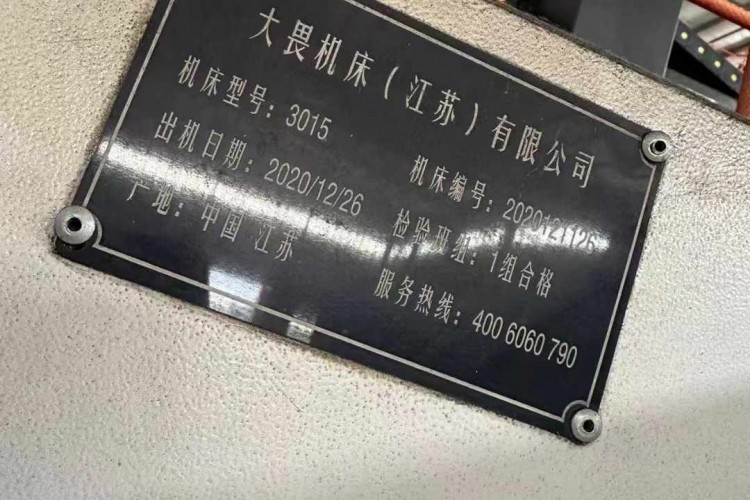 大畏机床(江苏)有限公司
机床型号:3015 机床编号:2020121126
出机日期:2020/12/26 检验班组:1组合格
产地:中国 江苏 服务热线:400 6060 790